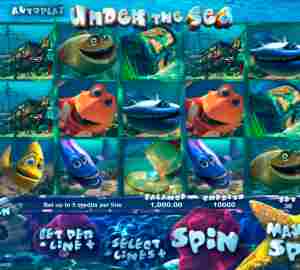 AUTOPLAY
UNDER THE SEA
Bet up to 5 credits per line
BALANCE
1,000.00
CREDITS
10000
BET
BET PER
LINE+
SELECT
LINES+
SPIN
MAX
SPIN